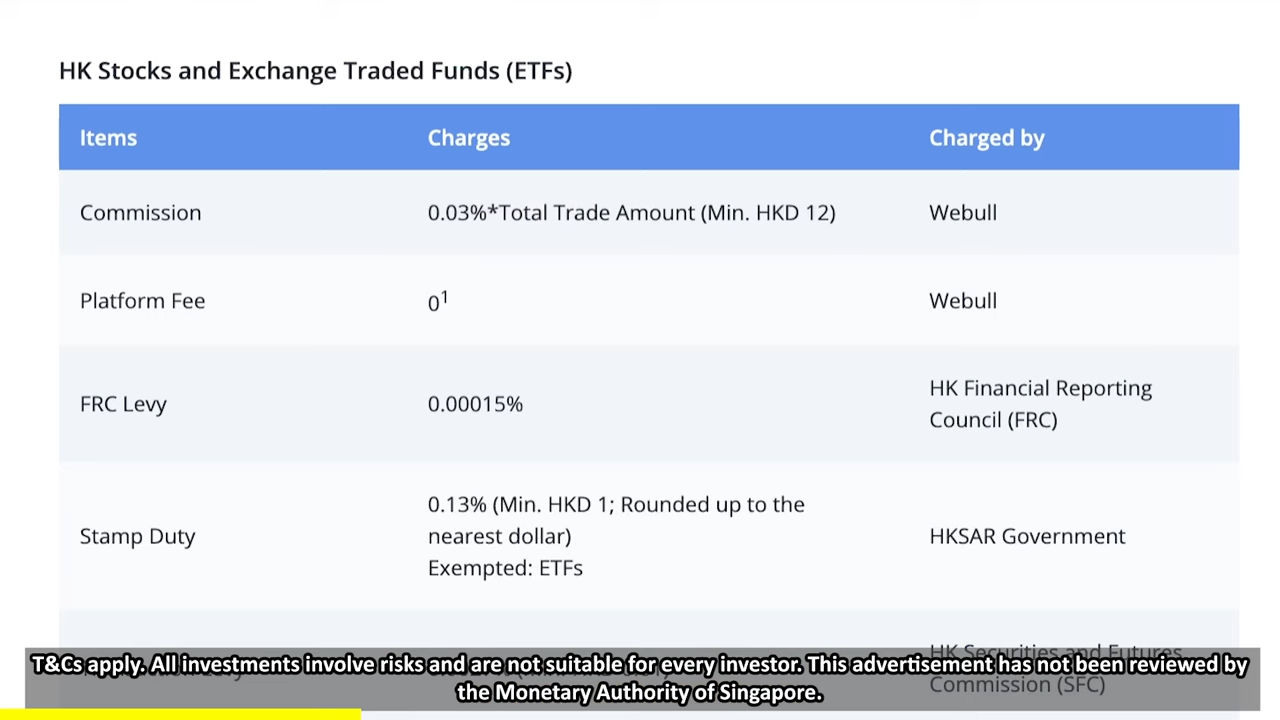 HK Stocks and Exchange Traded Funds (ETFs)
Items Charges Charged by
Commission 0.03%*Total Trade Amount (Min. HKD 12) Webull
Platform Fee 0¹ Webull
FRC Levy 0.00015% HK Financial Reporting
Council (FRC)
0.13% (Min. HKD 1; Rounded up to the
Stamp Duty nearest dollar) HKSAR Government
Exempted: ETFs
HK Securities and Futures
Commission (SFC)
T&Cs apply. All investments involve risks and are not suitable for every investor. This advertisement has not been reviewed by
the Monetary Authority of Singapore.